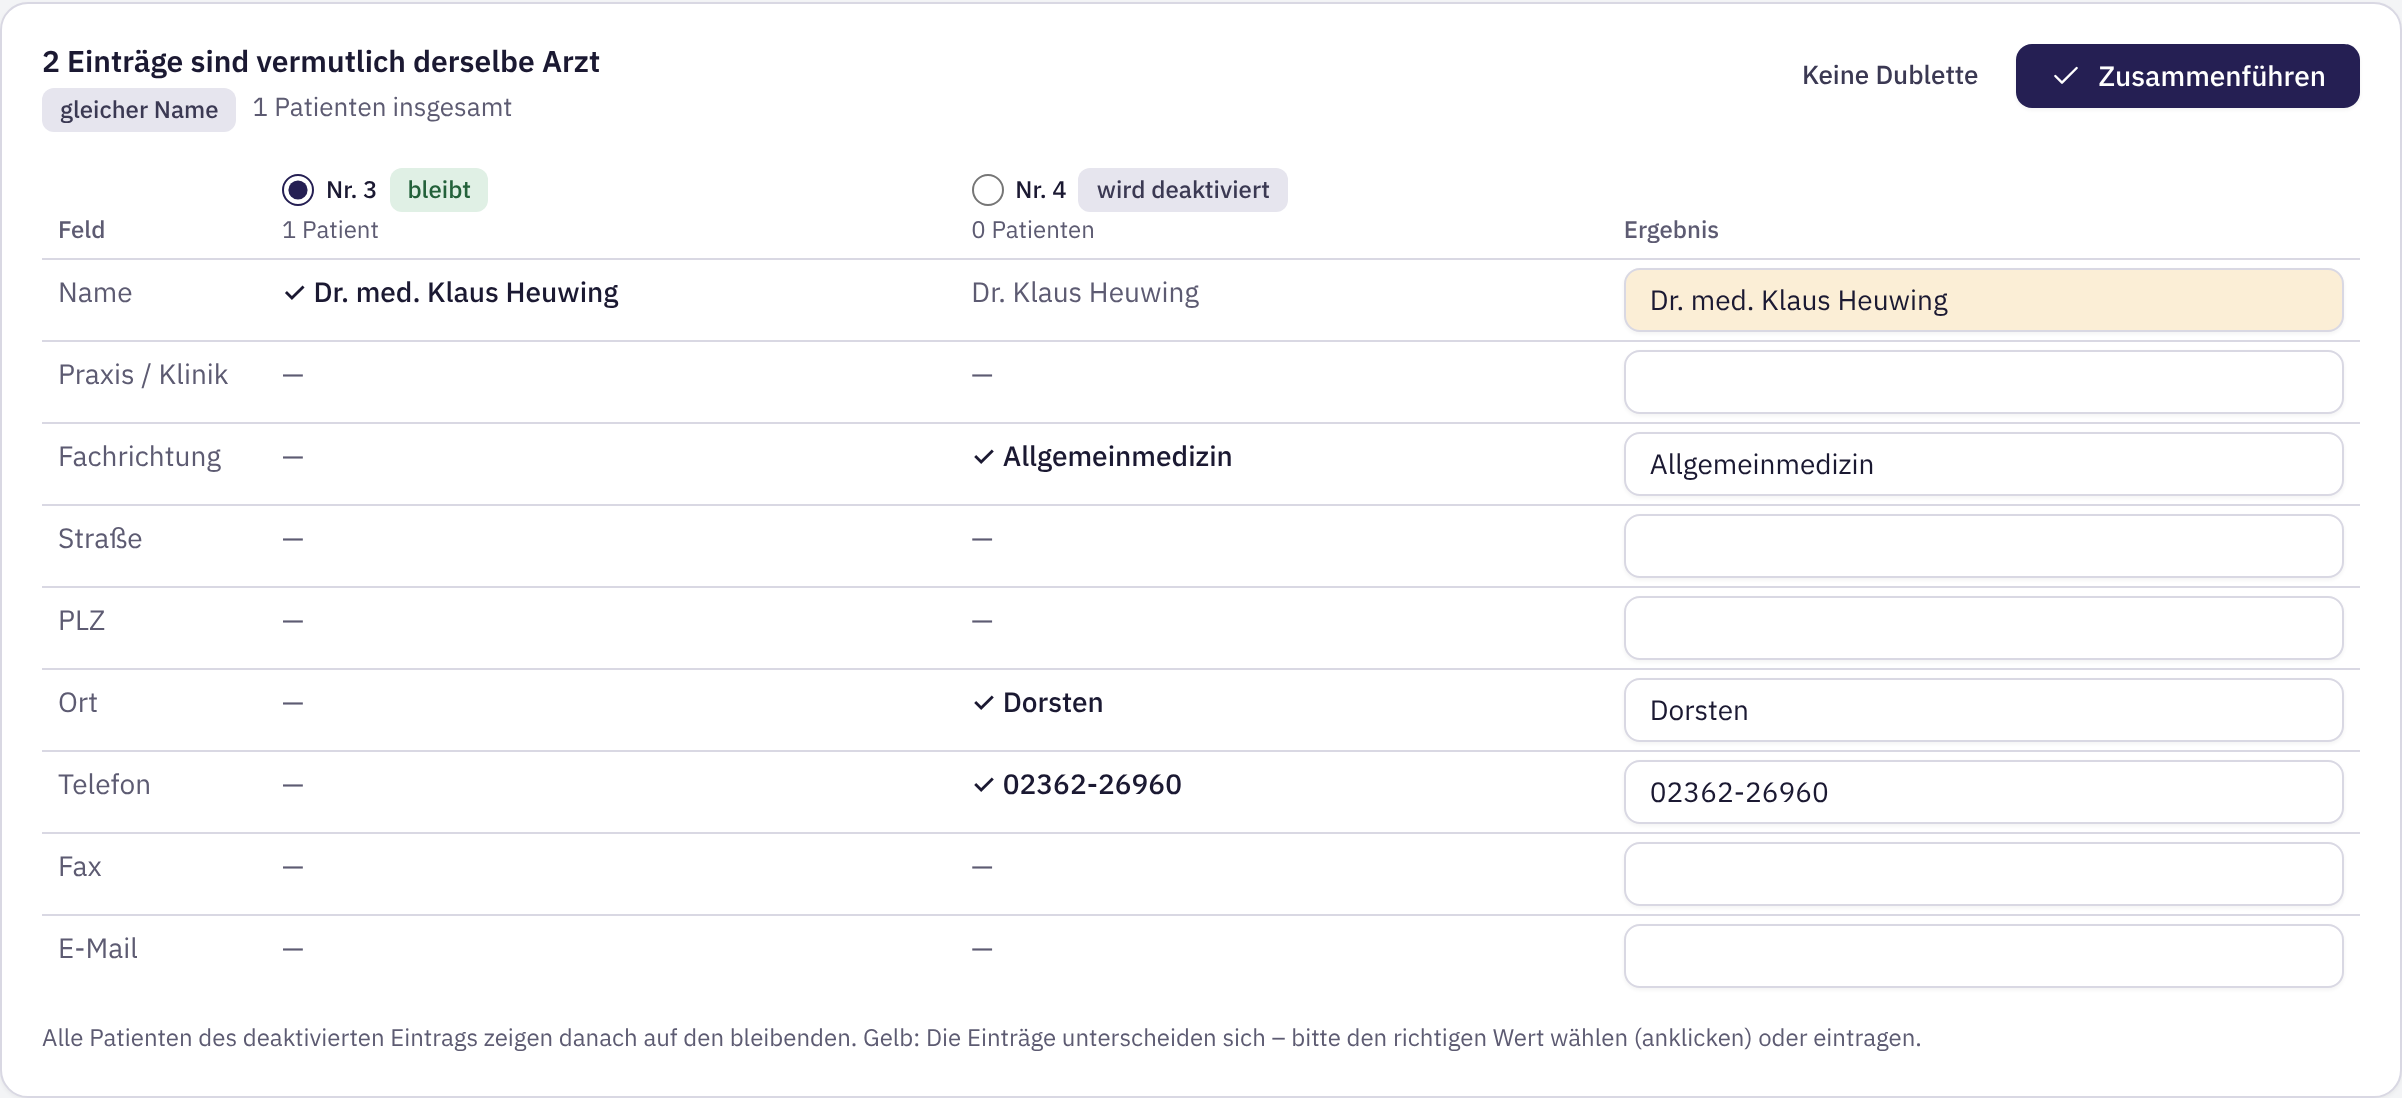 2 Einträge sind vermutlich derselbe Arzt
gleicher Name 1 Patienten insgesamt
Keine Dublette
Zusammenführen
Nr. 3 bleibt
Nr. 4 wird deaktiviert
Feld 1 Patient 0 Patienten Ergebnis
Name ✓ Dr. med. Klaus Heuwing Dr. Klaus Heuwing Dr. med. Klaus Heuwing
Praxis / Klinik — —
Fachrichtung — ✓ Allgemeinmedizin Allgemeinmedizin
Straße — —
PLZ — —
Ort — ✓ Dorsten Dorsten
Telefon — ✓ 02362-26960 02362-26960
Fax — —
E-Mail — —
Alle Patienten des deaktivierten Eintrags zeigen danach auf den bleibenden. Gelb: Die Einträge unterscheiden sich – bitte den richtigen Wert wählen (anklicken) oder eintragen.